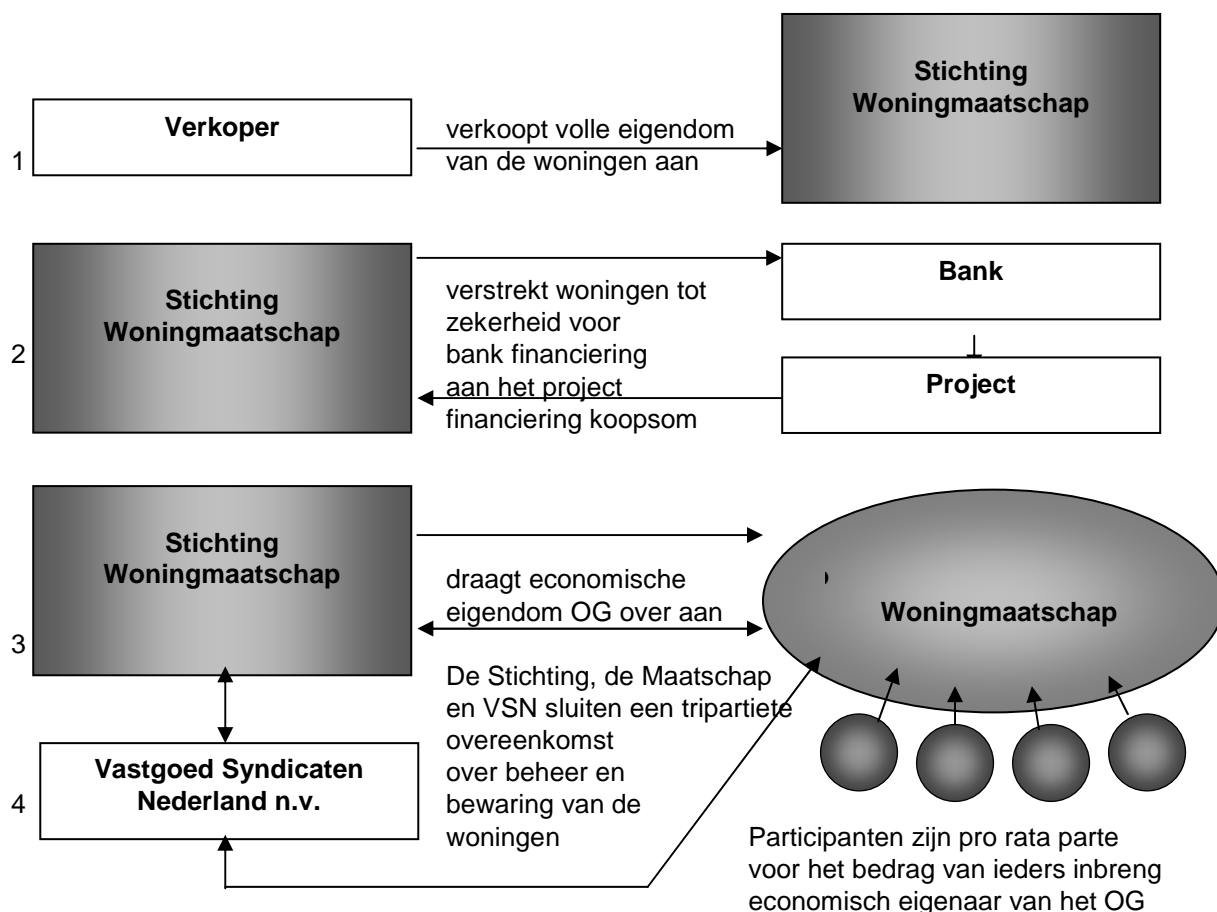 Stichting
Woningmaatschap
Verkoper
verkoopt volle eigendom
van de woningen aan
1
Stichting
Woningmaatschap
Bank
verstrekt woningen tot
zekerheid voor
bank financiering
aan het project
financiering koopsom
2
Project
Stichting
Woningmaatschap
draagt economische
eigendom OG over aan
Woningmaatschap
3
De Stichting, de Maatschap
en VSN sluiten een tripartiete
overeenkomst
over beheer en
bewaring van de
woningen
Vastgoed Syndicaten
Nederland n.v.
4
Participanten zijn pro rata parte
voor het bedrag van ieders inbreng
economisch eigenaar van het OG